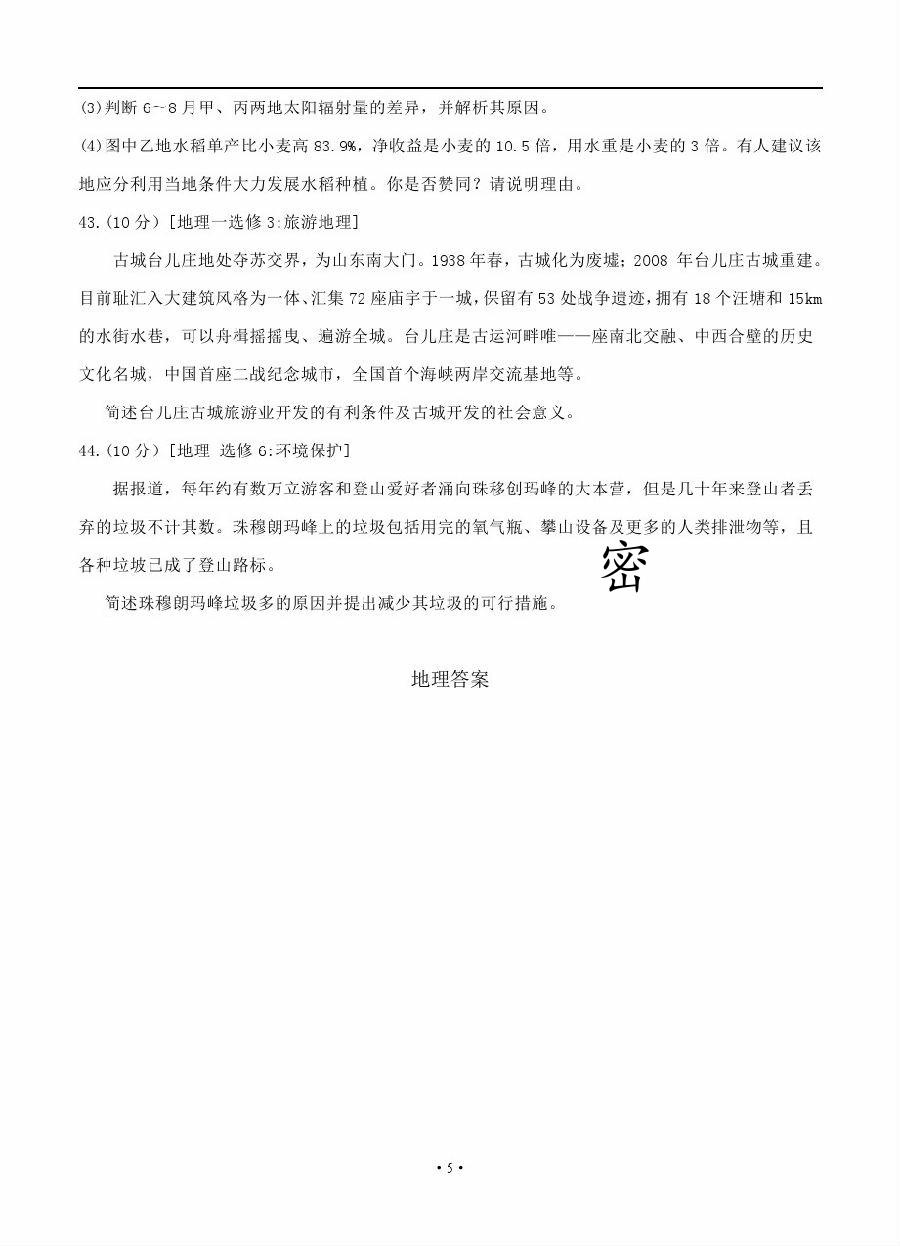 (3)判断 6~8 月甲、丙两地太阳辐射量的差异，并解析其原因。
(4)图中乙地水稻单产比小麦高 83.9%，净收益是小麦的 10.5 倍，用水重是小麦的 3 倍。有人建议该
地应分利用当地条件大力发展水稻种植。你是否赞同？请说明理由。
43.(10 分）[地理一选修 3:旅游地理]
古城台儿庄地处夺苏交界，为山东南大门。1938 年春，古城化为废墟；2008 年台儿庄古城重建。
目前耻汇入大建筑风格为一体、汇集 72 座庙宇于一城，保留有 53 处战争遗迹，拥有 18 个汪塘和 15km
的水街水巷，可以舟楫摇摇曳、遍游全城。台儿庄是古运河畔唯——座南北交融、中西合壁的历史
文化名城，中国首座二战纪念城市，全国首个海峡两岸交流基地等。
简述台儿庄古城旅游业开发的有利条件及古城开发的社会意义。
44.(10 分）[地理 选修 6:环境保护]
据报道，每年约有数万立游客和登山爱好者涌向珠移创玛峰的大本营，但是几十年来登山者丢
弃的垃圾不计其数。洙穆朗玛峰上的垃圾包括用完的氧气瓶、攀山设备及更多的人类排泄物等，且
各种垃圾已成了登山路标。
密
简述珠穆朗玛峰垃圾多的原因并提出减少其垃圾的可行措施。
地理答案
·5·